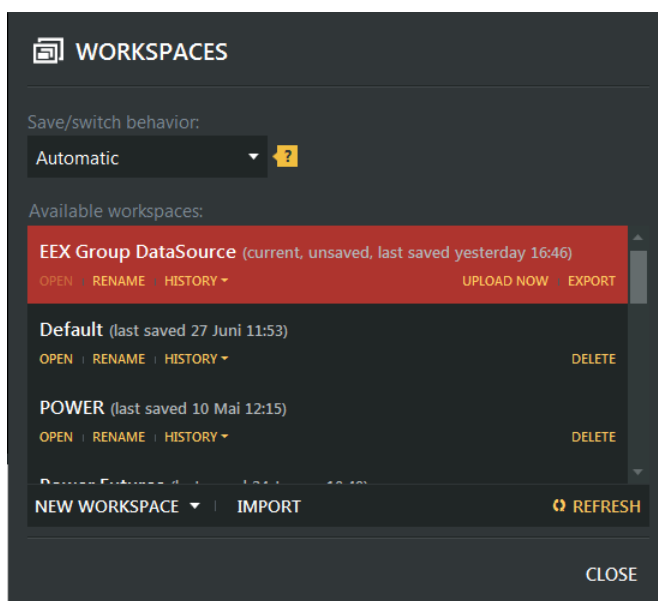 WORKSPACES
Save/switch behavior:
Automatic
?
Available workspaces:
EEX Group DataSource (current, unsaved, last saved yesterday 16:46)
OPEN RENAME HISTORY UPLOAD NOW EXPORT
Default (last saved 27 Juni 11:53)
OPEN RENAME HISTORY DELETE
POWER (last saved 10 Mai 12:15)
OPEN RENAME HISTORY DELETE
Power Futures
NEW WORKSPACE IMPORT REFRESH
CLOSE